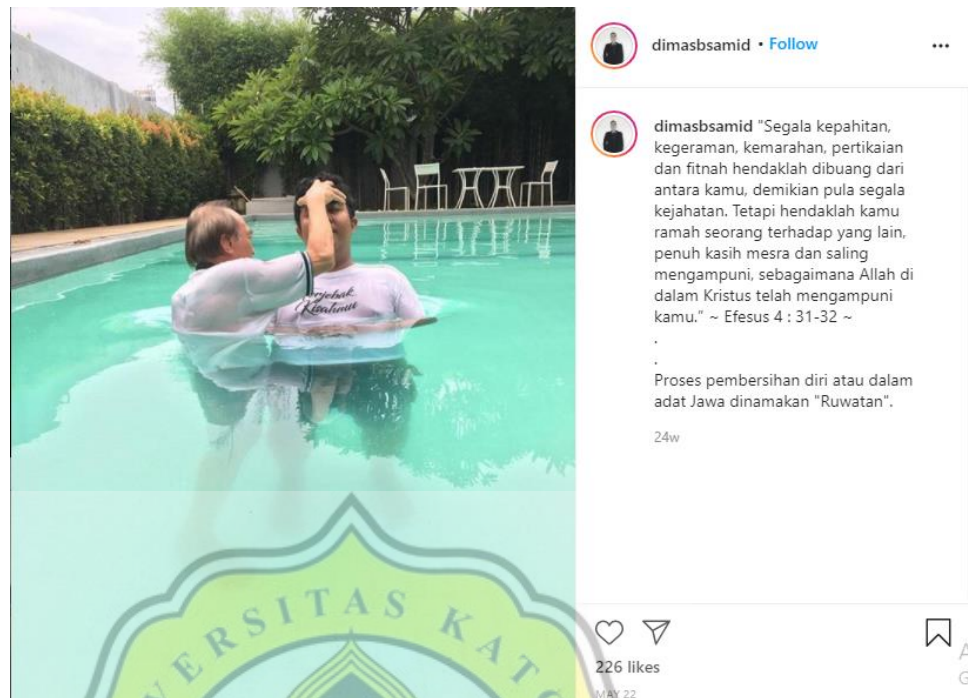 dimasbsamid • Follow
dimasbsamid "Segala kepahitan,
kegeraman, kemarahan, pertikaian
dan fitnah hendaklah dibuang dari
antara kamu, demikian pula segala
kejahatan. Tetapi hendaklah kamu
ramah seorang terhadap yang lain,
penuh kasih mesra dan saling
mengampuni, sebagaimana Allah di
dalam Kristus telah mengampuni
kamu." ~ Efesus 4 : 31-32 ~
.
.
Proses pembersihan diri atau dalam
adat Jawa dinamakan "Ruwatan".
24w
226 likes
MAY 22
Kisahmu
VERSITAS KATO